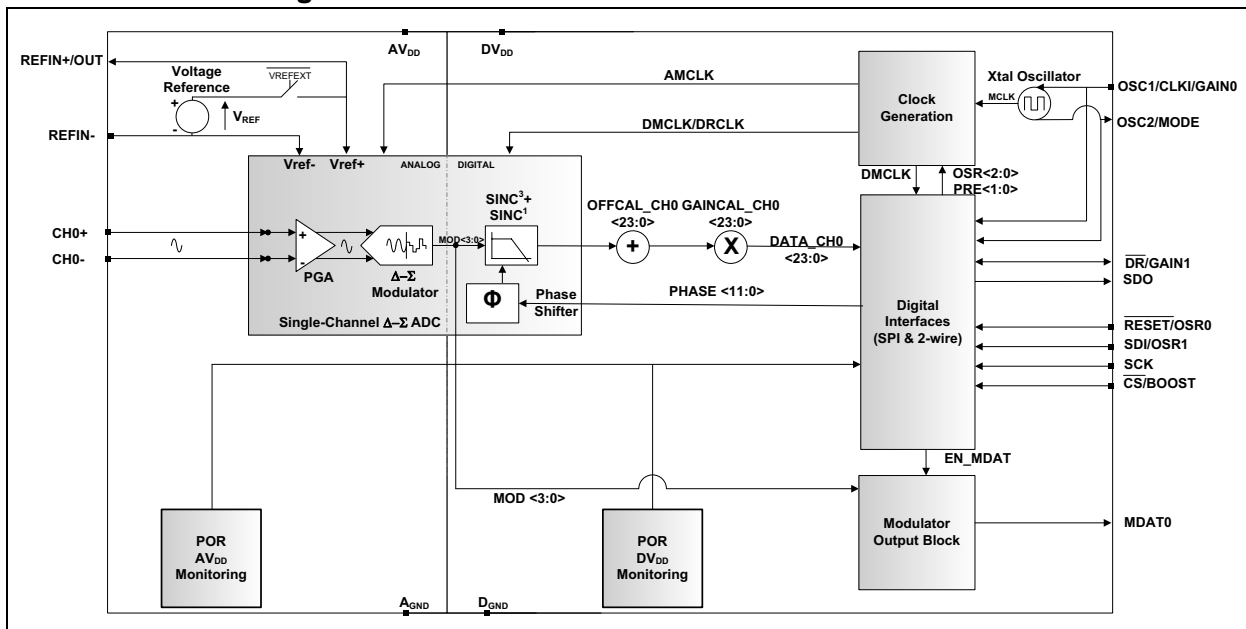 AVDD
DVDD
REFIN+/OUT
Voltage
Reference
VREFEXT
+
-
VREF
REFIN-
AMCLK
DMCLK/DRCLK
Clock
Generation
Xtal Oscillator
MCLK
OSC1/CLKI/GAIN0
OSC2/MODE
DMCLK
OSR<2:0>
PRE<1:0>
Vref-
Vref+
ANALOG
DIGITAL
CH0+
CH0-
+
-
PGA
Δ–Σ
Modulator
MOD<3:0>
SINC3+
SINC1
Φ
Phase
Shifter
Single-Channel Δ–Σ ADC
OFFCAL_CH0
<23:0>
+
GAINCAL_CH0
<23:0>
X
DATA_CH0
<23:0>
PHASE <11:0>
Digital
Interfaces
(SPI & 2-wire)
DR/GAIN1
SDO
RESET/OSR0
SDI/OSR1
SCK
CS/BOOST
EN_MDAT
MOD <3:0>
Modulator
Output Block
MDAT0
POR
AVDD
Monitoring
POR
DVDD
Monitoring
AGND
DGND